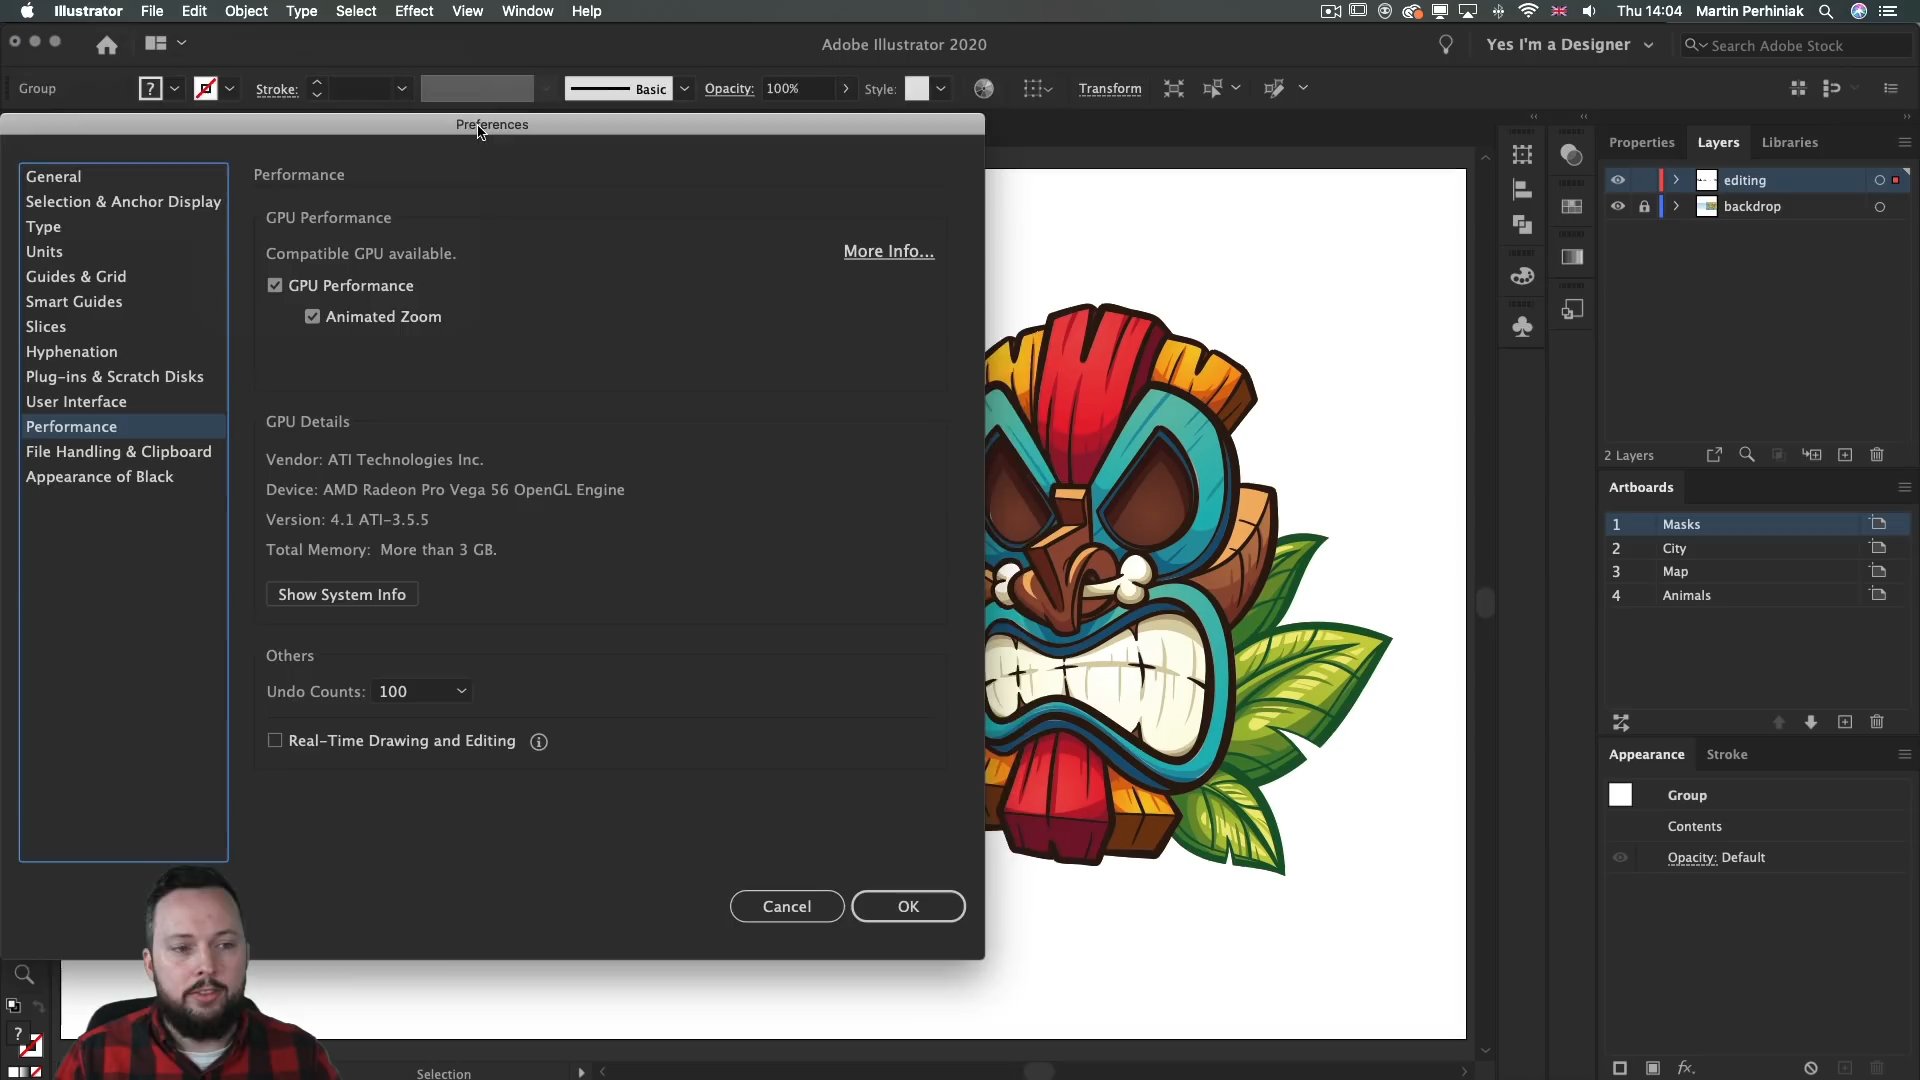 Illustrator File Edit Object Type Select Effect View Window Help
Thu 14:04 Martin Perhiniak
Adobe Illustrator 2020
Yes I'm a Designer
Search Adobe Stock
Group
?
Stroke:
Basic
Opacity: 100%
Style:
Transform
Preferences
General
Selection & Anchor Display
Type
Units
Guides & Grid
Smart Guides
Slices
Hyphenation
Plug-ins & Scratch Disks
User Interface
Performance
File Handling & Clipboard
Appearance of Black
Performance
GPU Performance
Compatible GPU available.
More Info...
GPU Performance
Animated Zoom
GPU Details
Vendor: ATI Technologies Inc.
Device: AMD Radeon Pro Vega 56 OpenGL Engine
Version: 4.1 ATI-3.5.5
Total Memory: More than 3 GB.
Show System Info
Others
Undo Counts: 100
Real-Time Drawing and Editing
Cancel
OK
Properties Layers Libraries
editing
backdrop
2 Layers
Artboards
1 Masks
2 City
3 Map
4 Animals
Appearance Stroke
Group
Contents
Opacity: Default
fx.
?
Selection